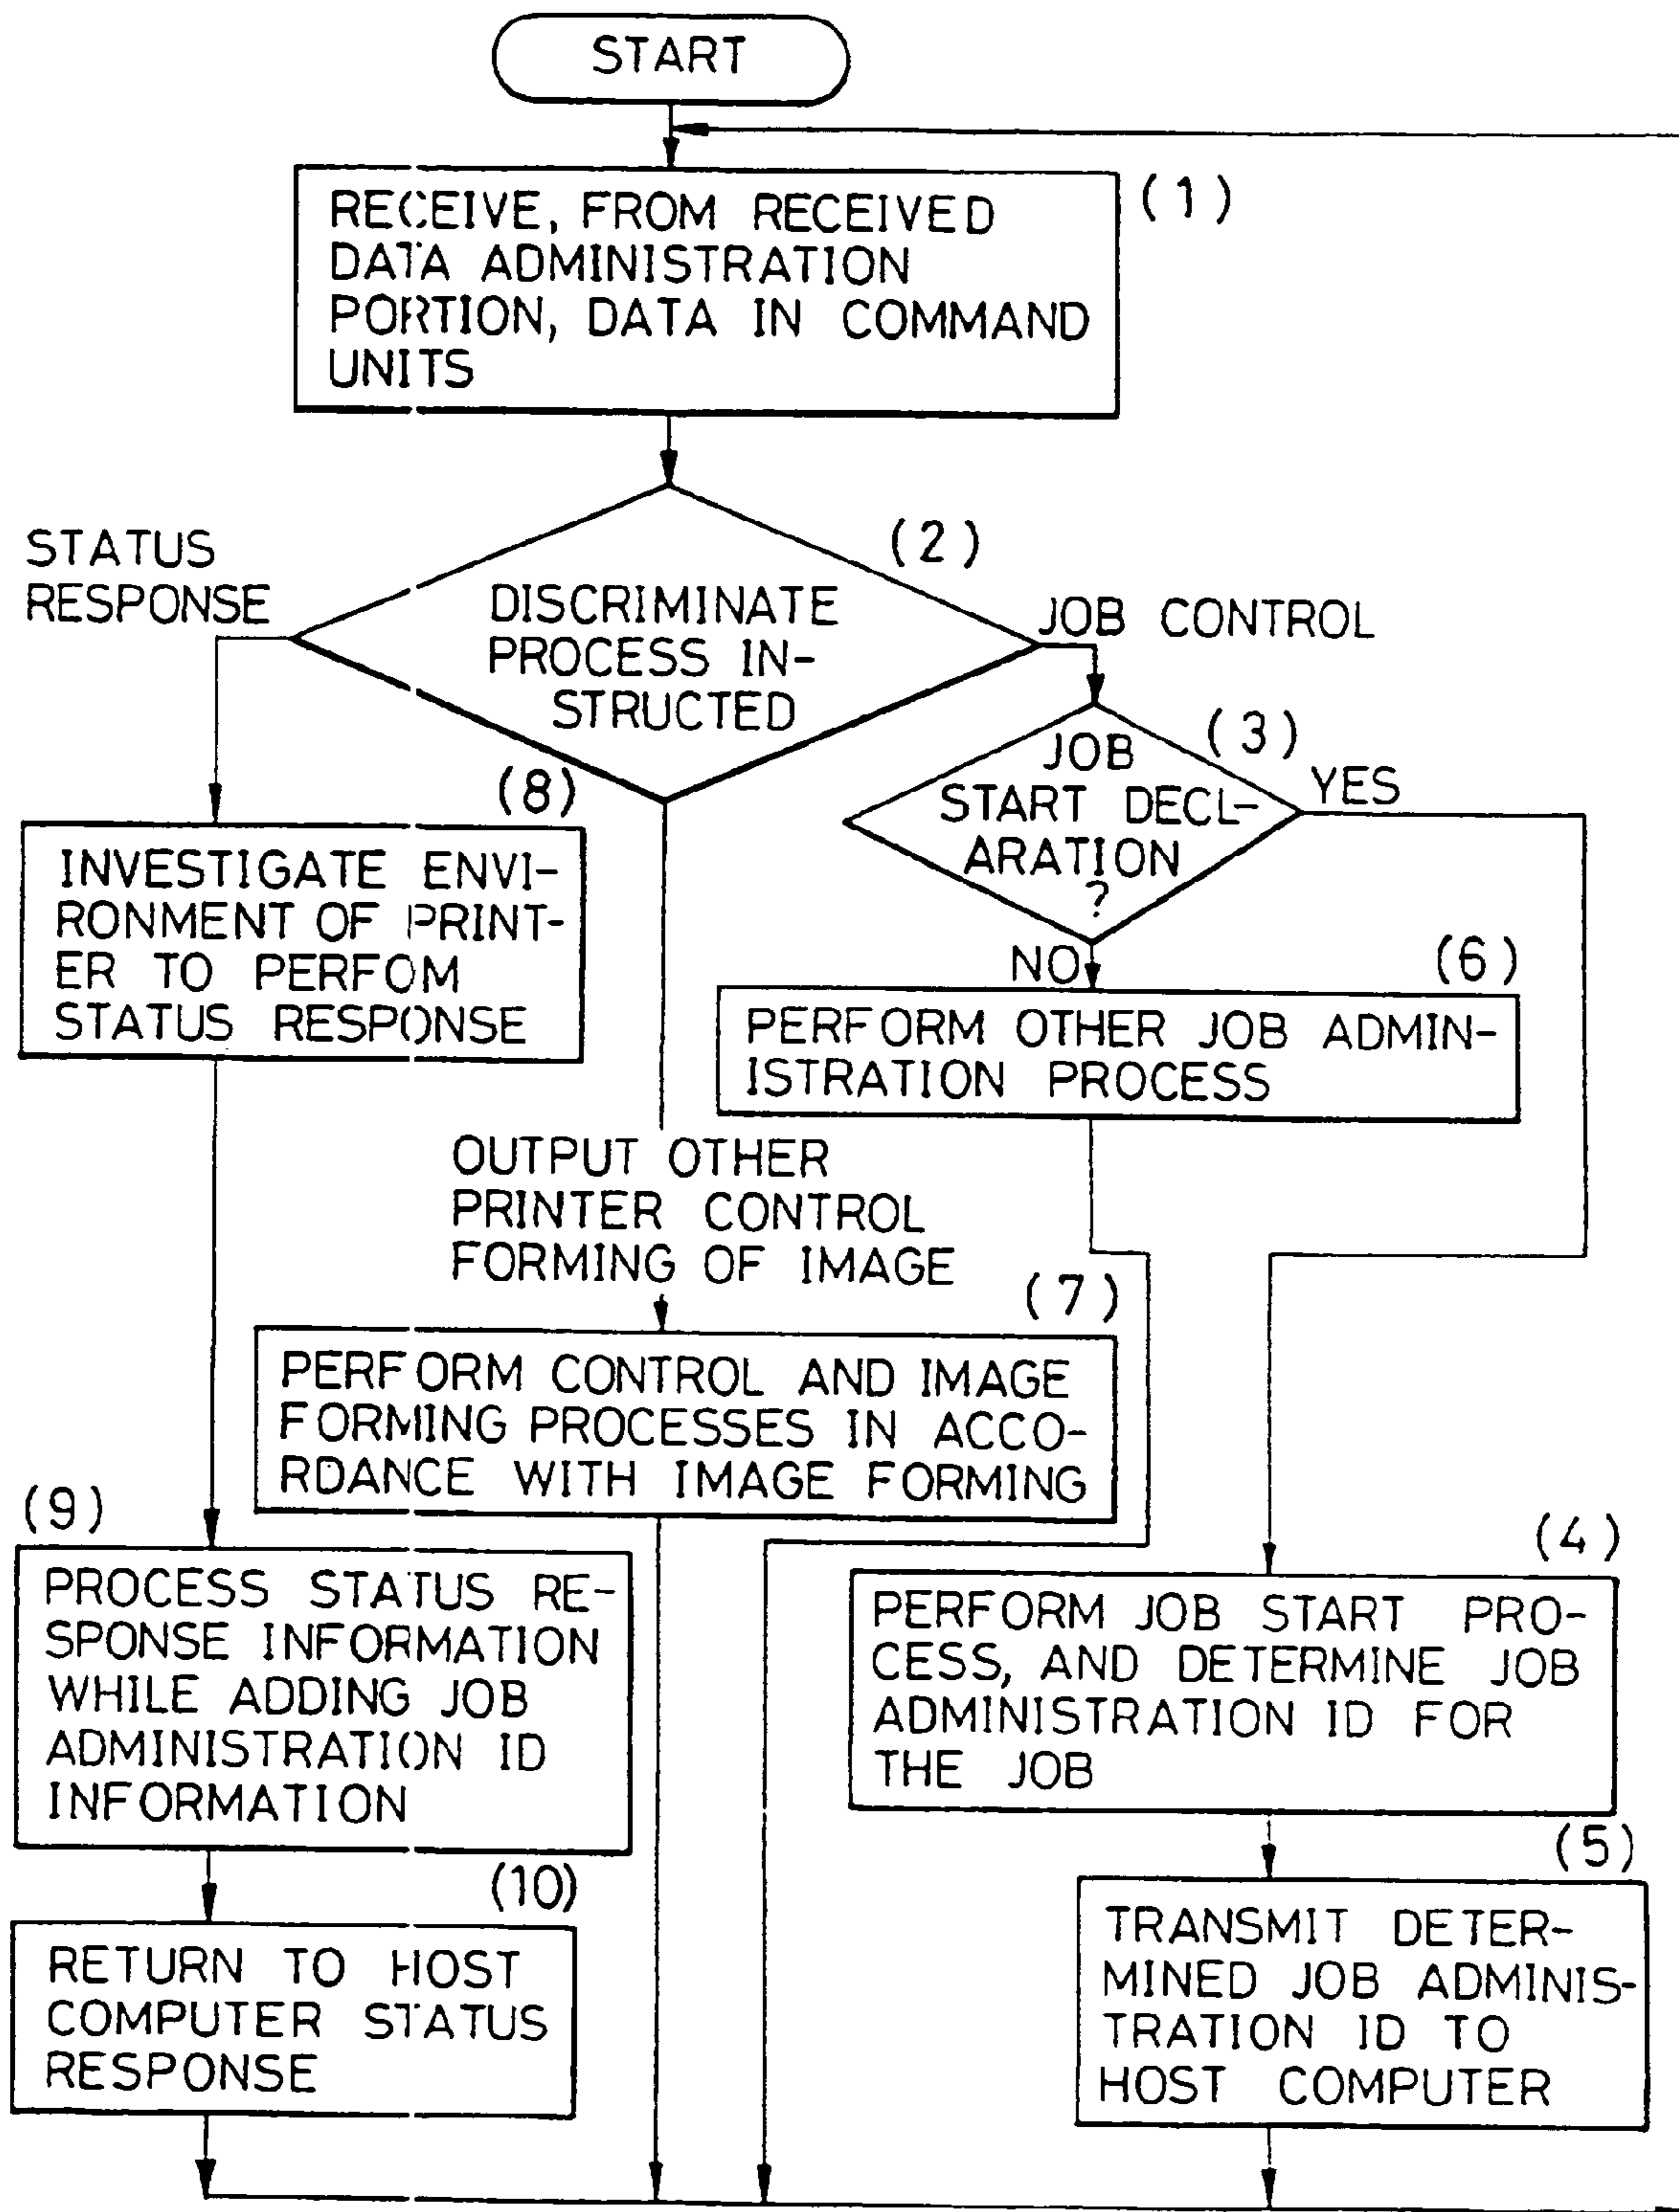 START
(1)
RECEIVE, FROM RECEIVED
DATA ADMINISTRATION
PORTION, DATA IN COMMAND
UNITS
(2)
STATUS
RESPONSE
DISCRIMINATE
PROCESS IN-
STRUCTED
JOB CONTROL
(3)
JOB
START DECL-
ARATION
?
YES
NO
(8)
INVESTIGATE ENVI-
RONMENT OF PRINT-
ER TO PERFOM
STATUS RESPONSE
(6)
PERFORM OTHER JOB ADMIN-
ISTRATION PROCESS
OUTPUT OTHER
PRINTER CONTROL
FORMING OF IMAGE
(7)
PERFORM CONTROL AND IMAGE
FORMING PROCESSES IN ACCO-
RDANCE WITH IMAGE FORMING
(9)
PROCESS STATUS RE-
SPONSE INFORMATION
WHILE ADDING JOB
ADMINISTRATION ID
INFORMATION
(4)
PERFORM JOB START PRO-
CESS, AND DETERMINE JOB
ADMINISTRATION ID FOR
THE JOB
(10)
RETURN TO HOST
COMPUTER STATUS
RESPONSE
(5)
TRANSMIT DETER-
MINED JOB ADMINIS-
TRATION ID TO
HOST COMPUTER